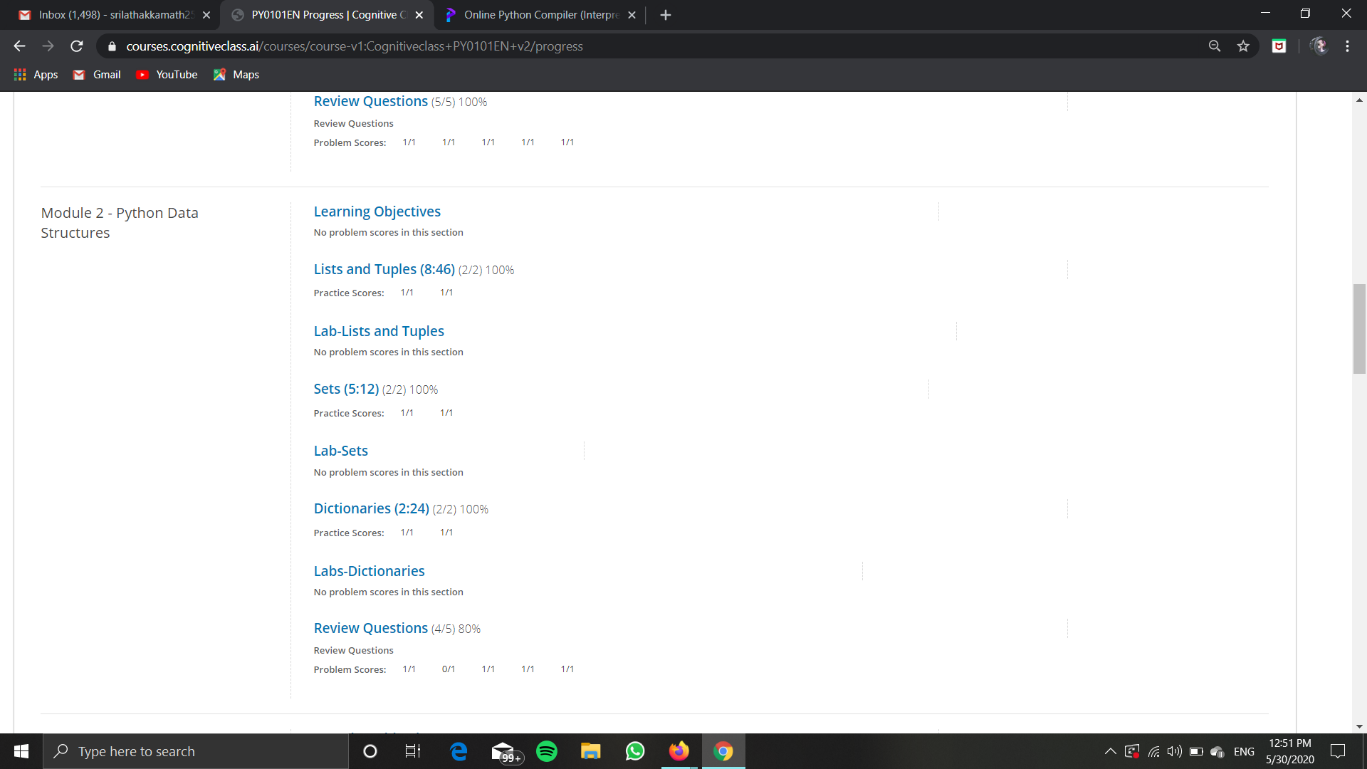 Inbox (1,498) - srilathakkamath25
PY0101EN Progress | Cognitive C
Online Python Compiler (Interpre
courses.cognitiveclass.ai/courses/course-v1:Cognitiveclass+PY0101EN+v2/progress
Apps Gmail YouTube Maps
Review Questions (5/5) 100%
Review Questions
Problem Scores: 1/1 1/1 1/1 1/1 1/1
Module 2 - Python Data
Structures
Learning Objectives
No problem scores in this section
Lists and Tuples (8:46) (2/2) 100%
Practice Scores: 1/1 1/1
Lab-Lists and Tuples
No problem scores in this section
Sets (5:12) (2/2) 100%
Practice Scores: 1/1 1/1
Lab-Sets
No problem scores in this section
Dictionaries (2:24) (2/2) 100%
Practice Scores: 1/1 1/1
Labs-Dictionaries
No problem scores in this section
Review Questions (4/5) 80%
Review Questions
Problem Scores: 1/1 0/1 1/1 1/1 1/1
Type here to search
99+
ENG
12:51 PM
5/30/2020